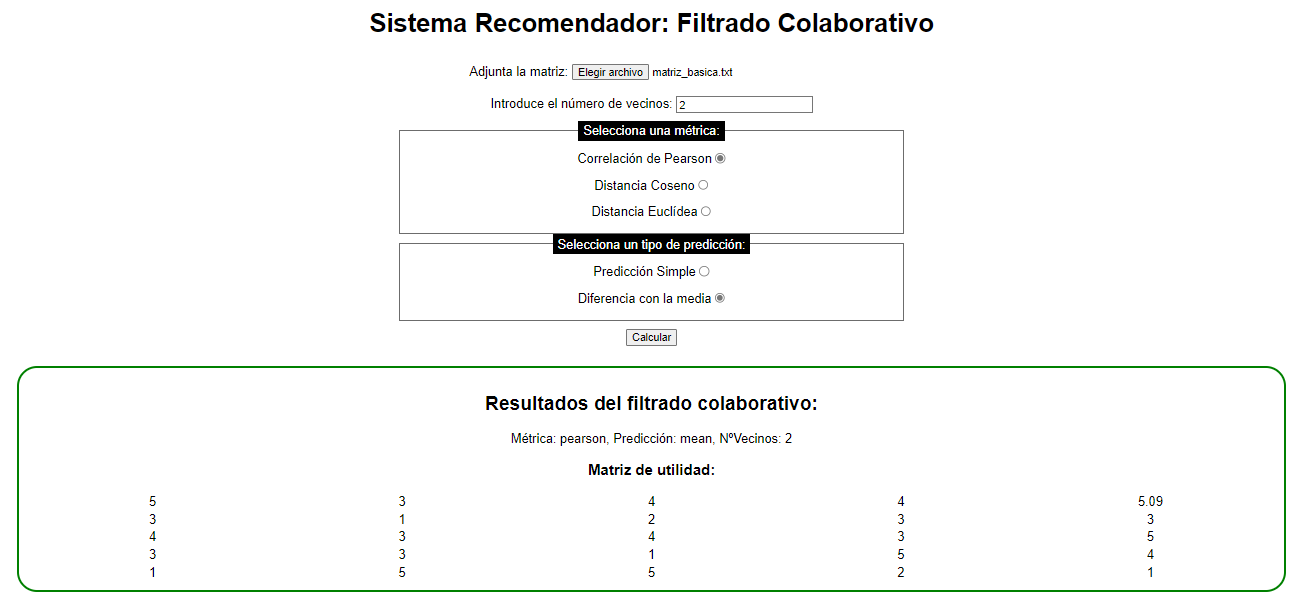 Sistema Recomendador: Filtrado Colaborativo
Adjunta la matriz: Elegir archivo matriz_basica.txt
Introduce el número de vecinos: 2
Selecciona una métrica:
Correlación de Pearson
Distancia Coseno
Distancia Euclídea
Selecciona un tipo de predicción:
Predicción Simple
Diferencia con la media
Calcular
Resultados del filtrado colaborativo:
Métrica: pearson, Predicción: mean, NºVecinos: 2
Matriz de utilidad:
5 3 4 4 5.09
3 1 2 3 3
4 3 4 3 5
3 3 1 5 4
1 5 5 2 1